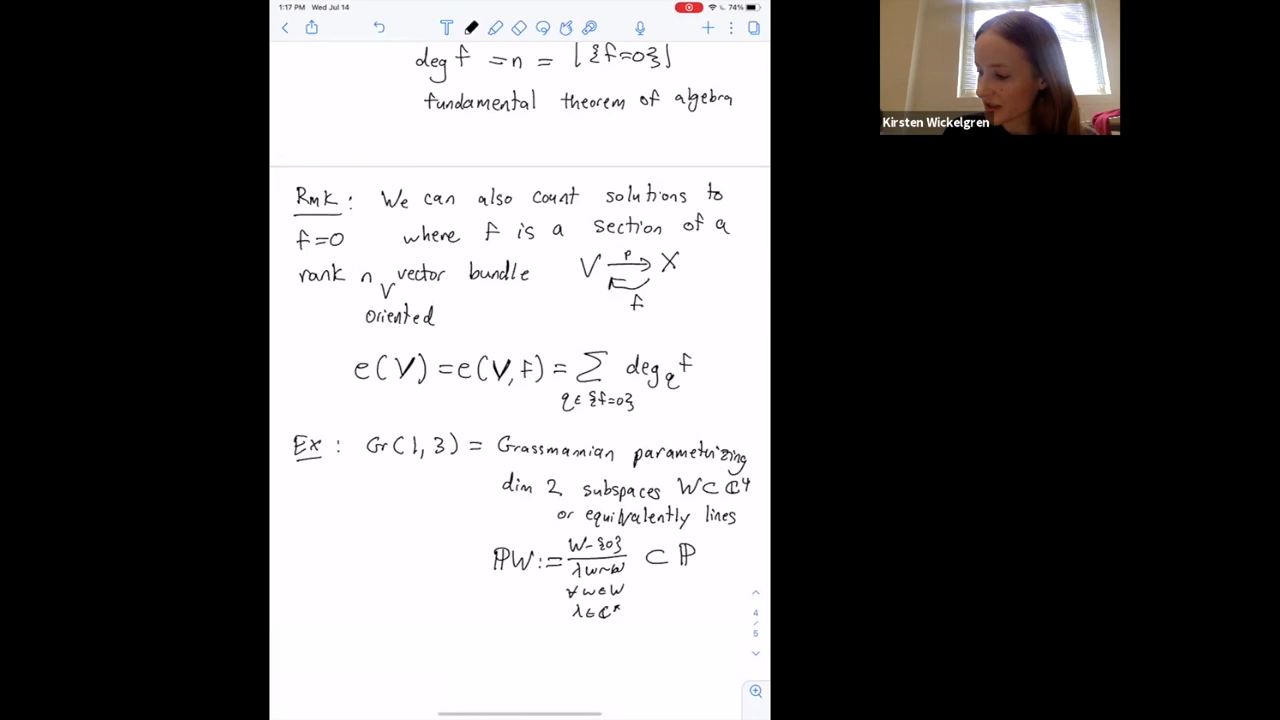 1:17 PM Wed Jul 14
74%
deg f = n = |{f=0}|
fundamental theorem of algebra
Rmk: We can also count solutions to
f=0 where f is a section of a
rank n vector bundle V →p X
oriented
f
e(V) = e(V, f) = ∑ deg_q f
q ∈ {f=0}
Ex: Gr(1, 3) = Grassmannian parametrizing
dim 2 subspaces W ⊂ ℂ⁴
or equivalently lines
ℙW := W-{0} ⊂ ℙ
λw~w
∀ w∈W
λ∈ℂ*
4
/
5
Kirsten Wickelgren